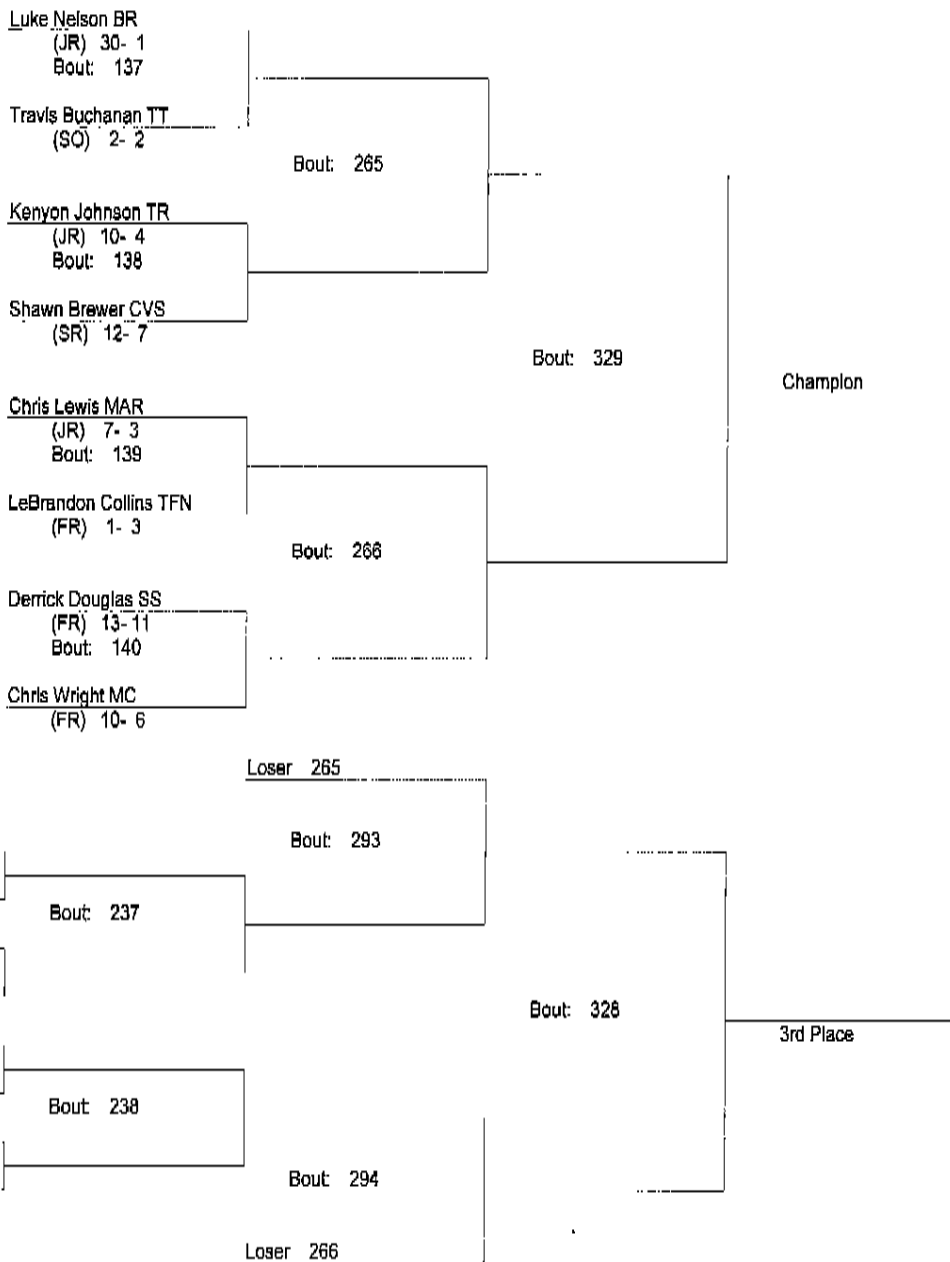 Luke Nelson BR
(JR) 30- 1
Bout: 137
Travis Buchanan TT
(SO) 2- 2
Bout: 265
Kenyon Johnson TR
(JR) 10- 4
Bout: 138
Shawn Brewer CVS
(SR) 12- 7
Bout: 329
Champion
Chris Lewis MAR
(JR) 7- 3
Bout: 139
LeBrandon Collins TFN
(FR) 1- 3
Bout: 266
Derrick Douglas SS
(FR) 13- 11
Bout: 140
Chris Wright MC
(FR) 10- 6
Loser 265
Bout: 293
Bout: 237
Bout: 328
3rd Place
Bout: 238
Bout: 294
Loser 266